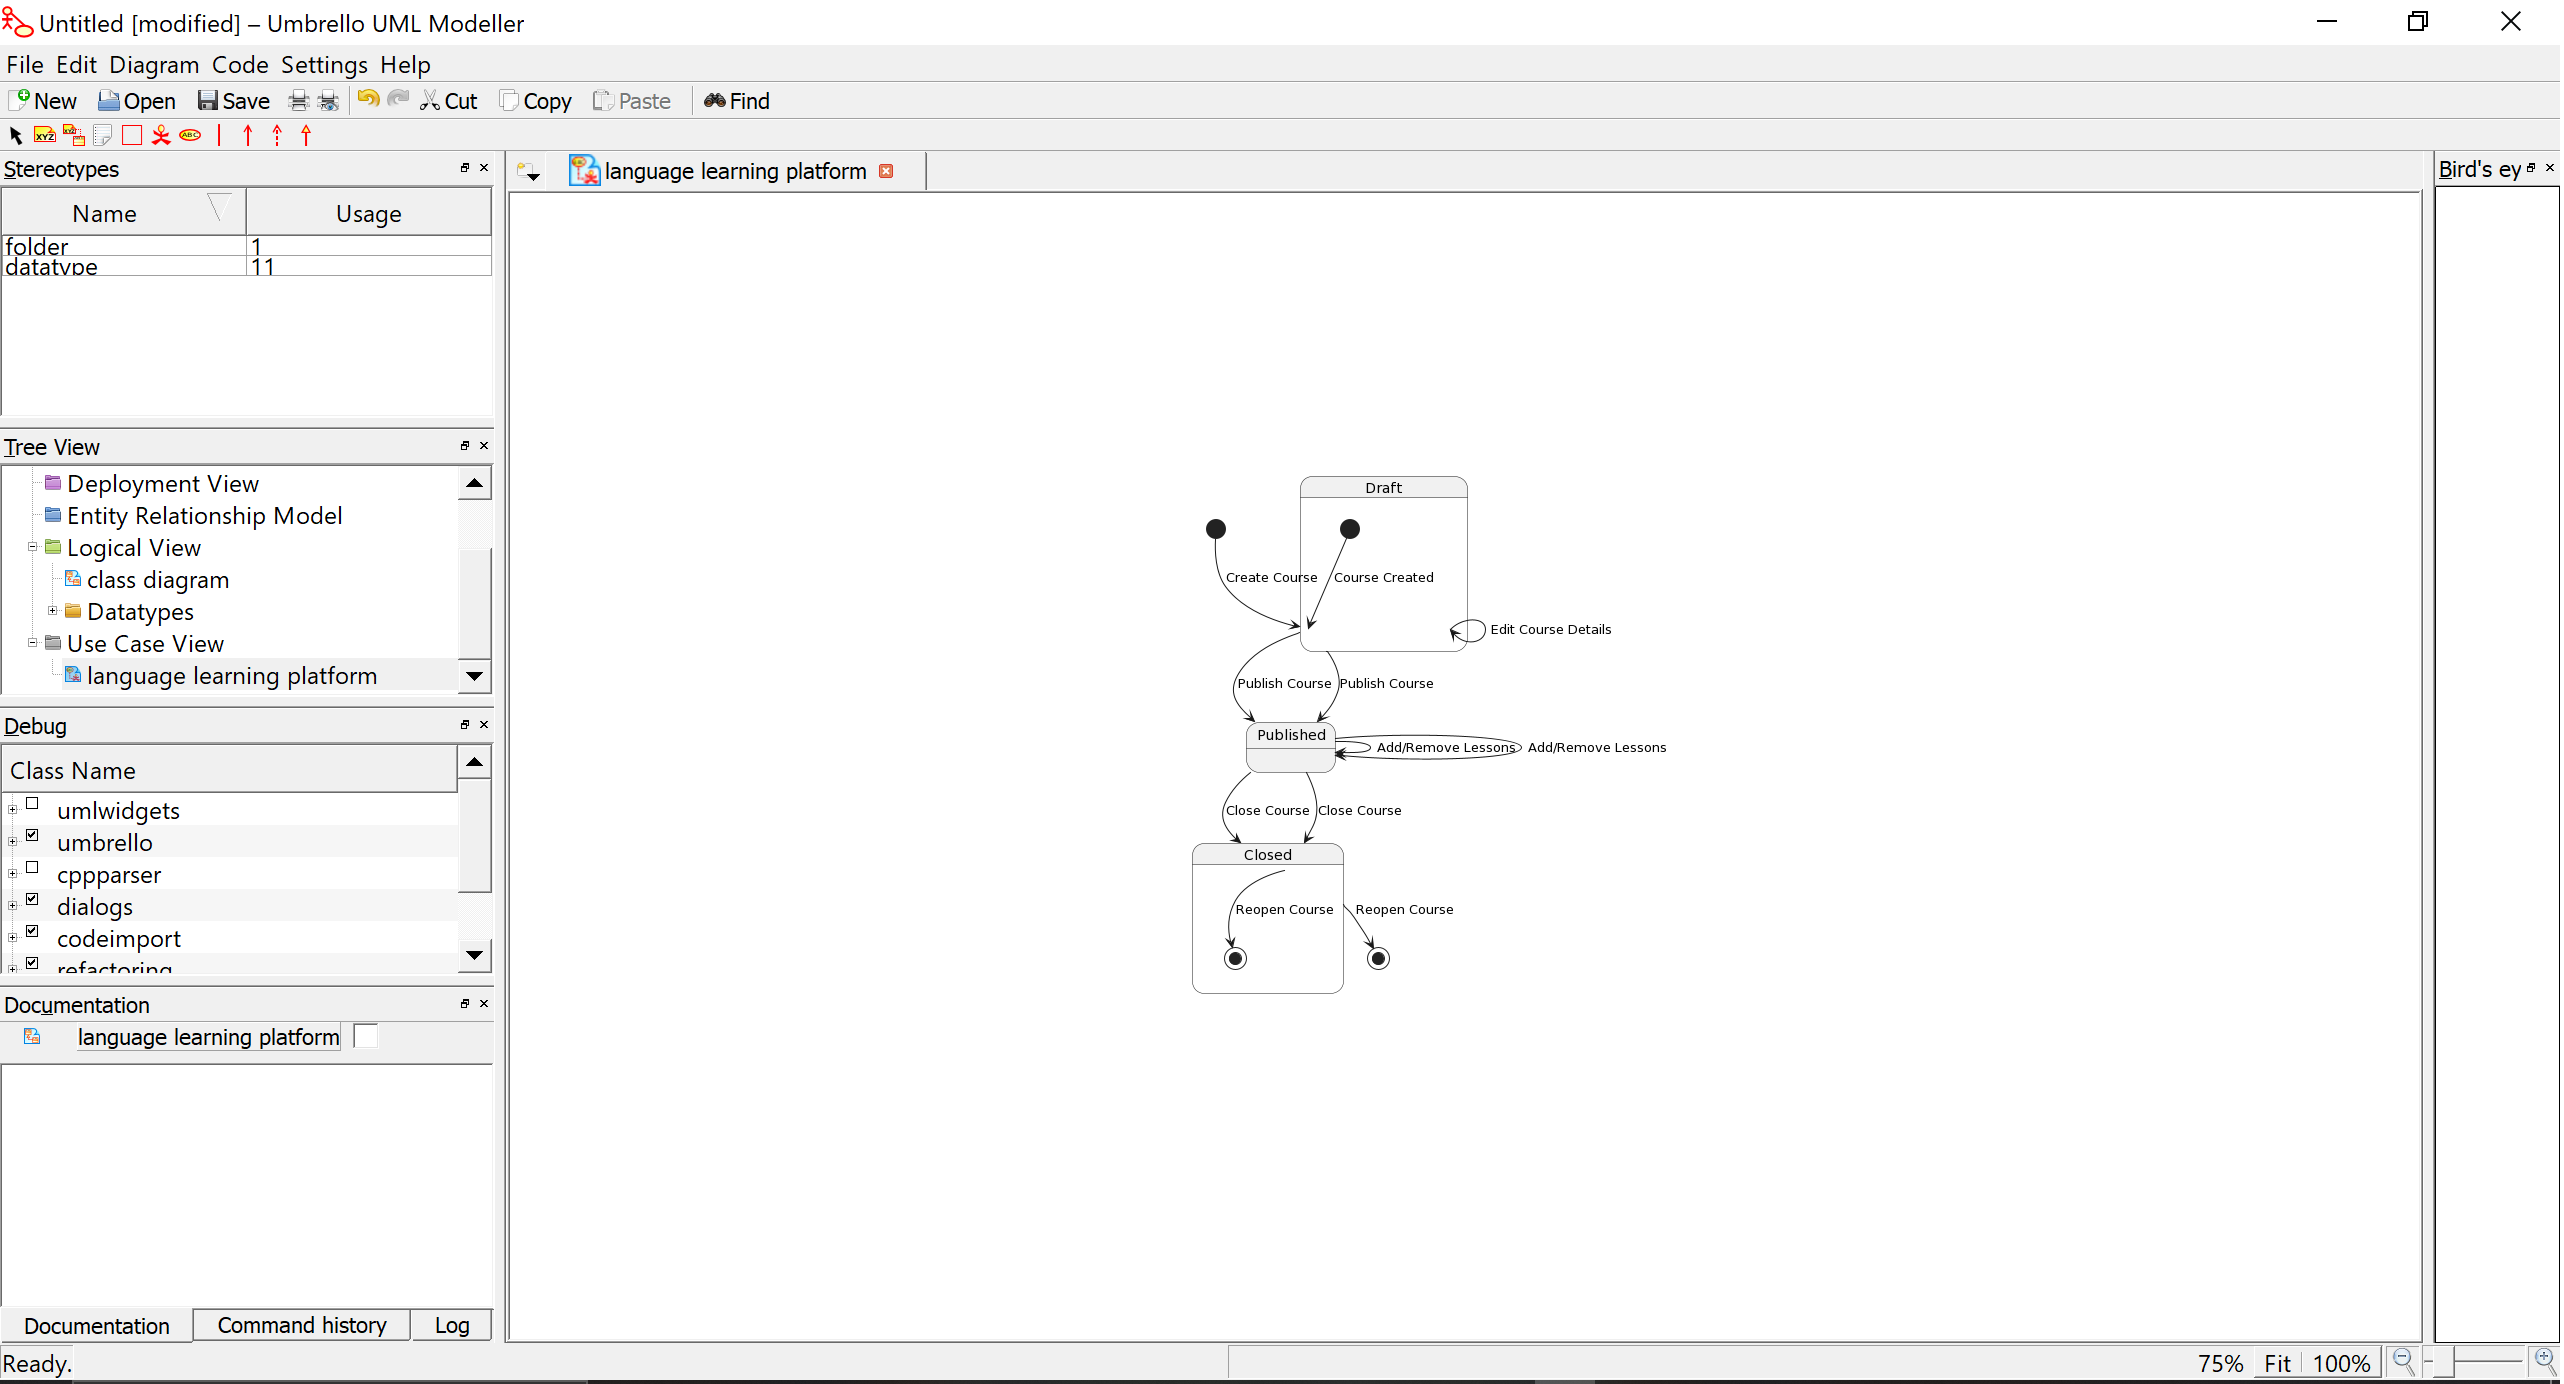 Untitled [modified] – Umbrello UML Modeller
File Edit Diagram Code Settings Help
New Open Save Cut Copy Paste Find
Stereotypes
Name Usage
folder 1
datatype 11
Tree View
Deployment View
Entity Relationship Model
Logical View
class diagram
Datatypes
Use Case View
language learning platform
Debug
Class Name
umlwidgets
umbrello
cppparser
dialogs
codeimport
refactoring
Documentation
language learning platform
Documentation Command history Log
Ready.
language learning platform
Draft
Create Course
Course Created
Edit Course Details
Publish Course
Publish Course
Published
Add/Remove Lessons
Add/Remove Lessons
Close Course
Close Course
Closed
Reopen Course
Reopen Course
Bird's ey
75% Fit 100%
XYZ
XYZ
ABC